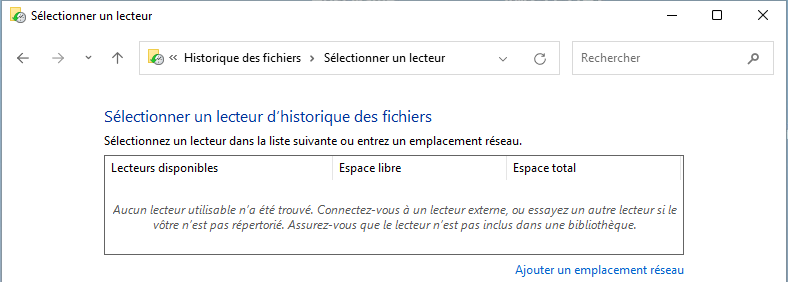 Sélectionner un lecteur
« Historique des fichiers > Sélectionner un lecteur
Rechercher
Sélectionner un lecteur d'historique des fichiers
Sélectionnez un lecteur dans la liste suivante ou entrez un emplacement réseau.
Lecteurs disponibles Espace libre Espace total
Aucun lecteur utilisable n'a été trouvé. Connectez-vous à un lecteur externe, ou essayez un autre lecteur si le
vôtre n'est pas répertorié. Assurez-vous que le lecteur n'est pas inclus dans une bibliothèque.
Ajouter un emplacement réseau